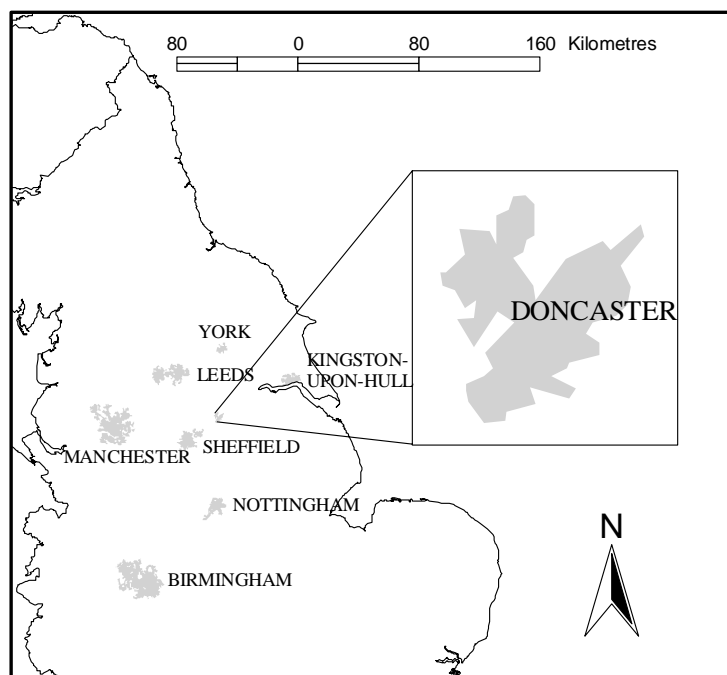 80 0 80 160 Kilometres
DONCASTER
YORK
LEEDS
KINGSTON-
UPON-HULL
MANCHESTER
SHEFFIELD
NOTTINGHAM
N
BIRMINGHAM